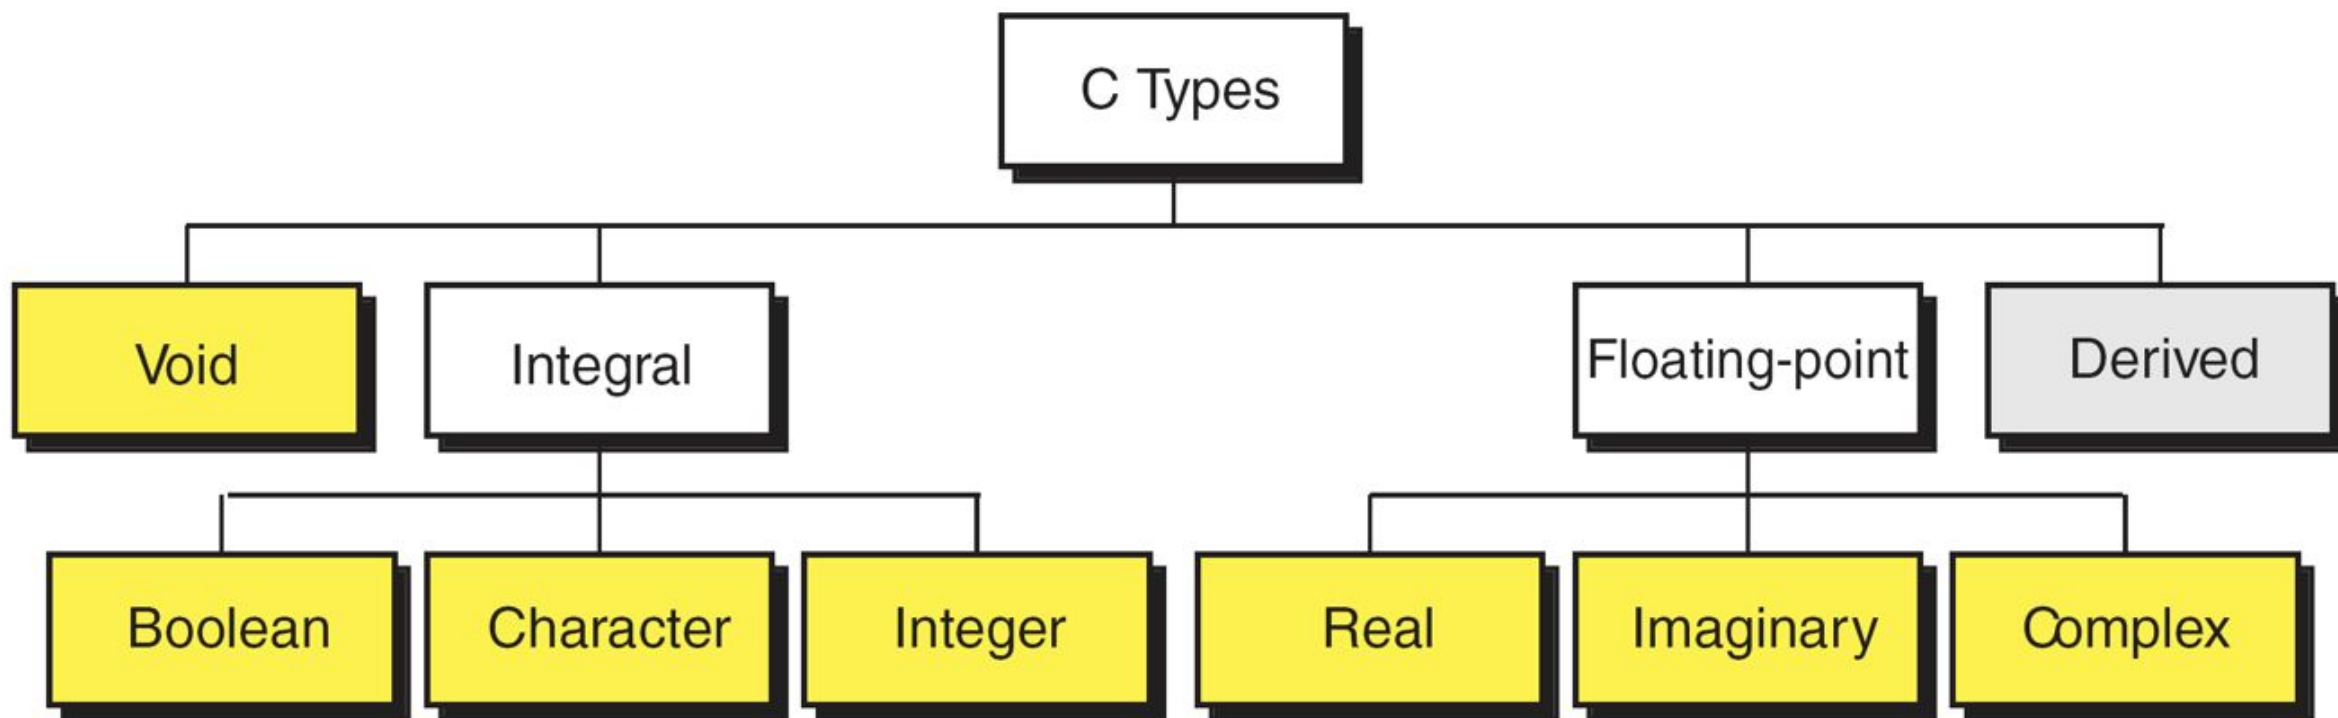 C Types
Void
Integral
Floating-point
Derived
Boolean
Character
Integer
Real
Imaginary
Complex